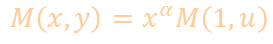 M(x, y) = x^α M(1, u)